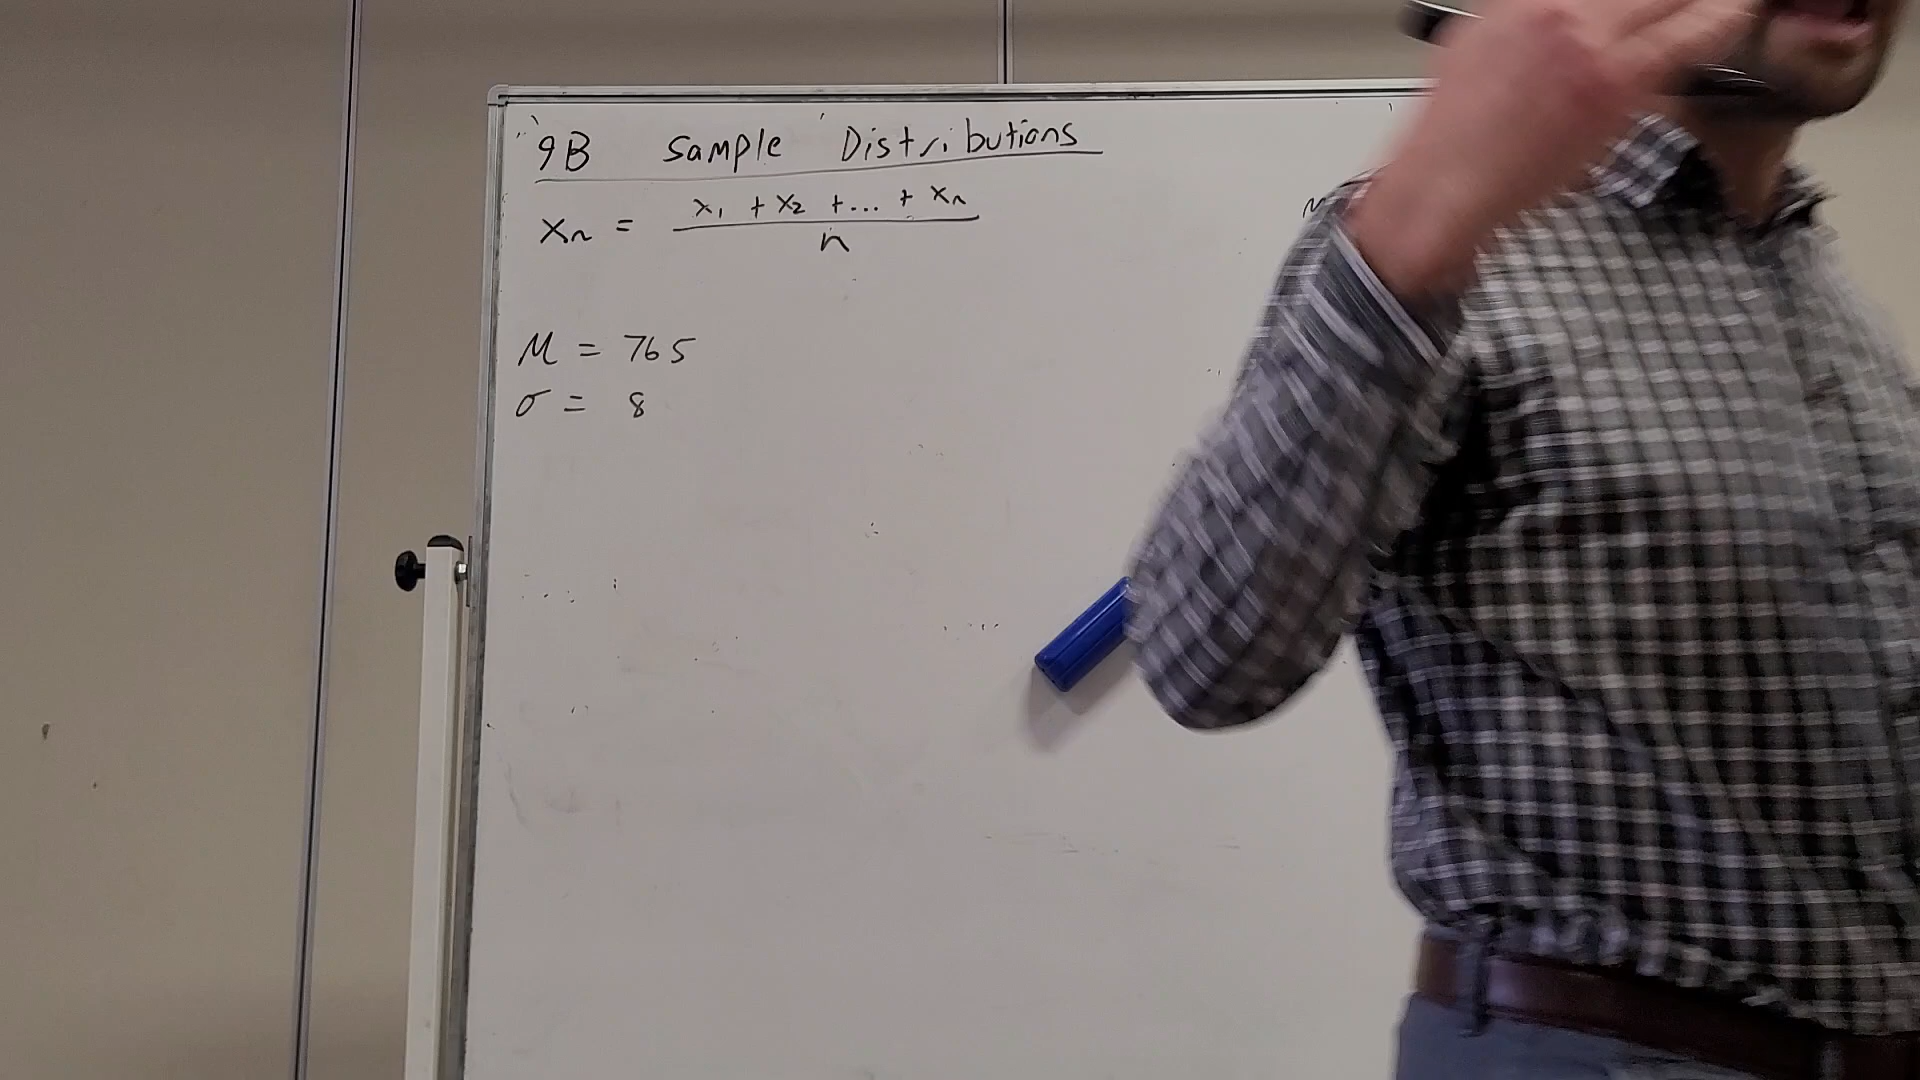 9B Sample Distributions
xn = x1 + x2 + ... + xn
n
M = 765
σ = 8